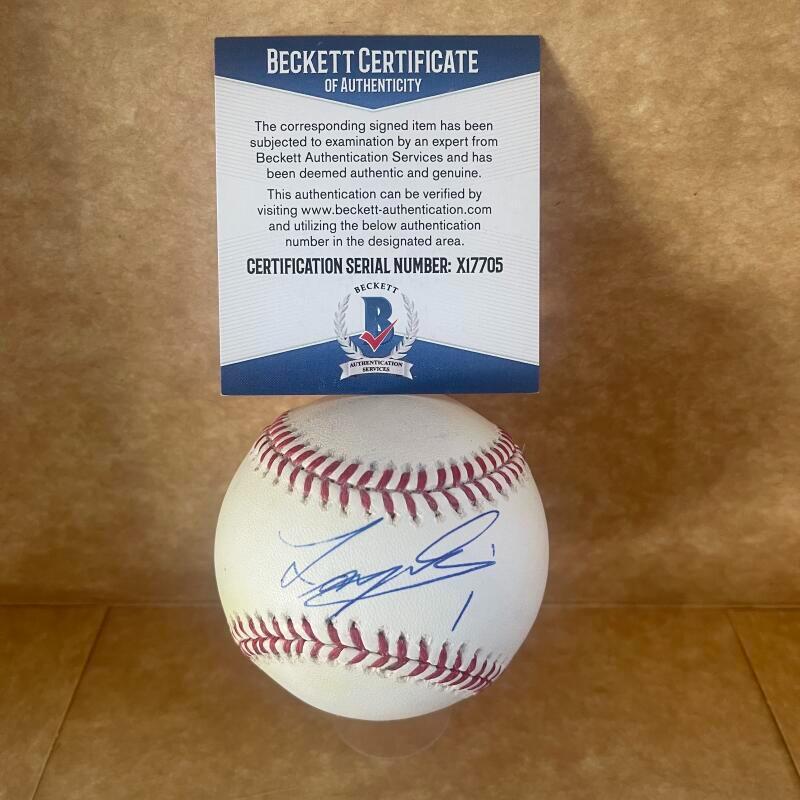 BECKETT CERTIFICATE
OF AUTHENTICITY
The corresponding signed item has been
subjected to examination by an expert from
Beckett Authentication Services and has
been deemed authentic and genuine.
This authentication can be verified by
visiting www.beckett-authentication.com
and utilizing the below authentication
number in the designated area.
CERTIFICATION SERIAL NUMBER: X17705
BECKETT
B
AUTHENTICATION
SERVICES
1